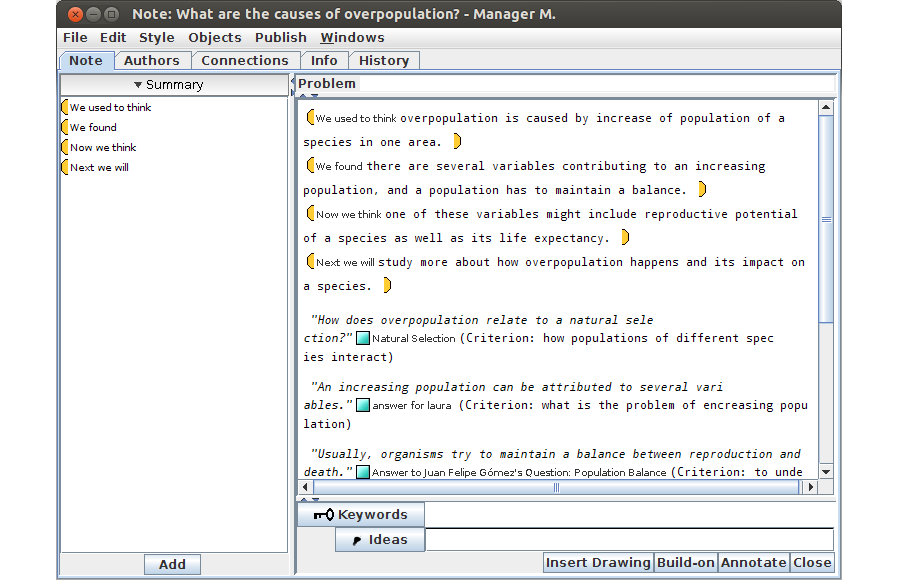 Note: What are the causes of overpopulation? - Manager M.
File Edit Style Objects Publish Windows
Note Authors Connections Info History
Summary
We used to think
We found
Now we think
Next we will
Add
Problem
We used to think overpopulation is caused by increase of population of a
species in one area.
We found there are several variables contributing to an increasing
population, and a population has to maintain a balance.
Now we think one of these variables might include reproductive potential
of a species as well as its life expectancy.
Next we will study more about how overpopulation happens and its impact on
a species.
"How does overpopulation relate to a natural sele
ction?" Natural Selection (Criterion: how populations of different spec
ies interact)
"An increasing population can be attributed to several vari
ables." answer for laura (Criterion: what is the problem of encreasing popu
lation)
"Usually, organisms try to maintain a balance between reproduction and
death." Answer to Juan Felipe Gómez's Question: Population Balance (Criterion: to unde
Keywords
Ideas
Insert Drawing Build-on Annotate Close